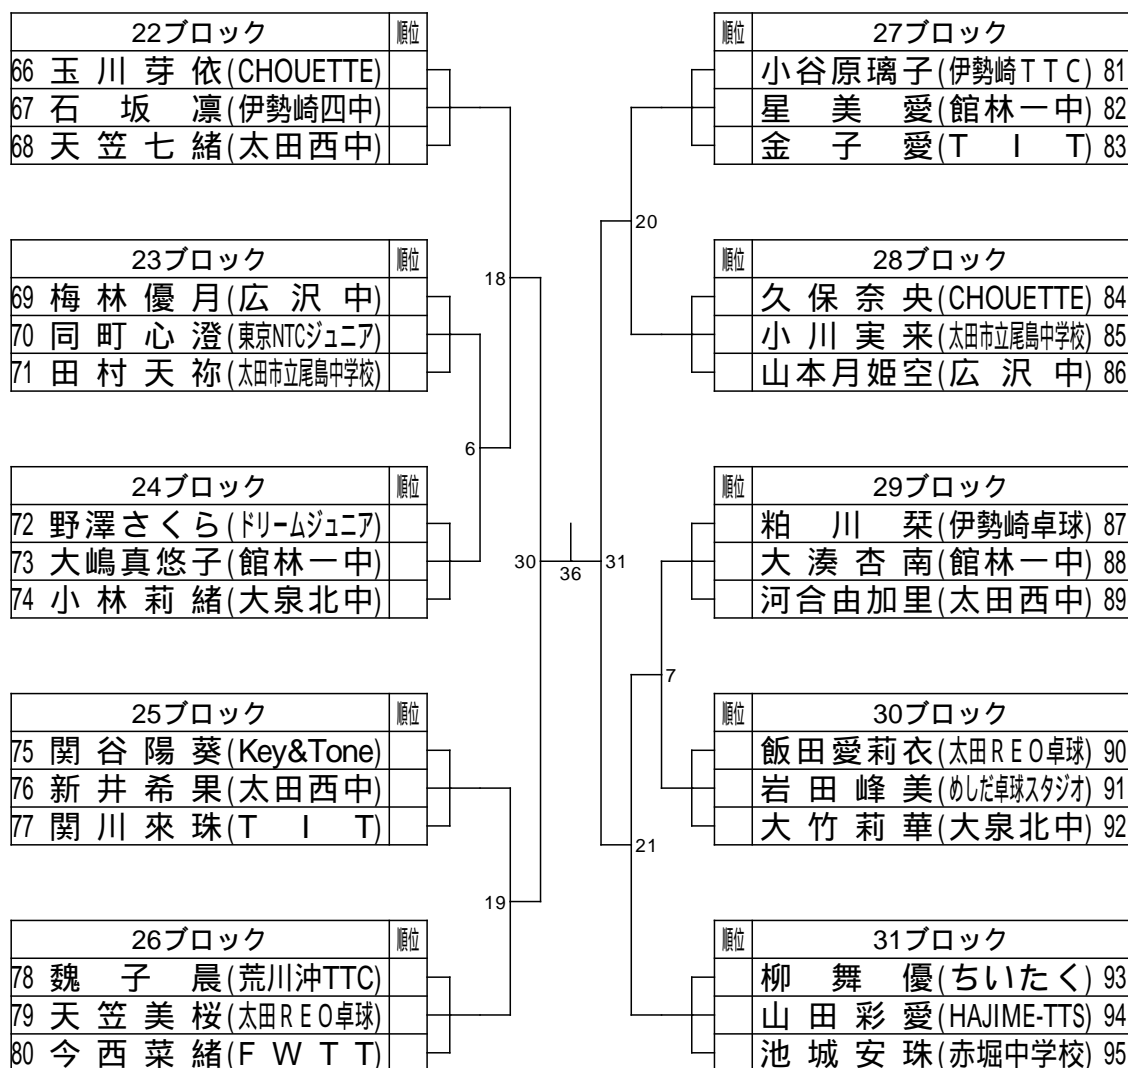 22ブロック 順位
66 玉川芽依(CHOUETTE)
67 石坂凛(伊勢崎四中)
68 天笠七緒(太田西中)
23ブロック 順位
69 梅林優月(広沢中)
70 同町心澄(東京NTCジュニア)
71 田村天祢(太田市立尾島中学校)
24ブロック 順位
72 野澤さくら(ドリームジュニア)
73 大嶋真悠子(館林一中)
74 小林莉緒(大泉北中)
25ブロック 順位
75 関谷陽葵(Key&Tone)
76 新井希果(太田西中)
77 関川來珠(TIT)
26ブロック 順位
78 魏子晨(荒川沖TTC)
79 天笠美桜(太田REO卓球)
80 今西菜緒(FWTT)
18
6
30
19
36
31
20
7
21
順位 27ブロック
小谷原璃子(伊勢崎TTC) 81
星美愛(館林一中) 82
金子愛(TIT) 83
順位 28ブロック
久保奈央(CHOUETTE) 84
小川実来(太田市立尾島中学校) 85
山本月姫空(広沢中) 86
順位 29ブロック
粕川栞(伊勢崎卓球) 87
大湊杏南(館林一中) 88
河合由加里(太田西中) 89
順位 30ブロック
飯田愛莉衣(太田REO卓球) 90
岩田峰美(めしだ卓球スタジオ) 91
大竹莉華(大泉北中) 92
順位 31ブロック
柳舞優(ちいたく) 93
山田彩愛(HAJIME-TTS) 94
池城安珠(赤堀中学校) 95